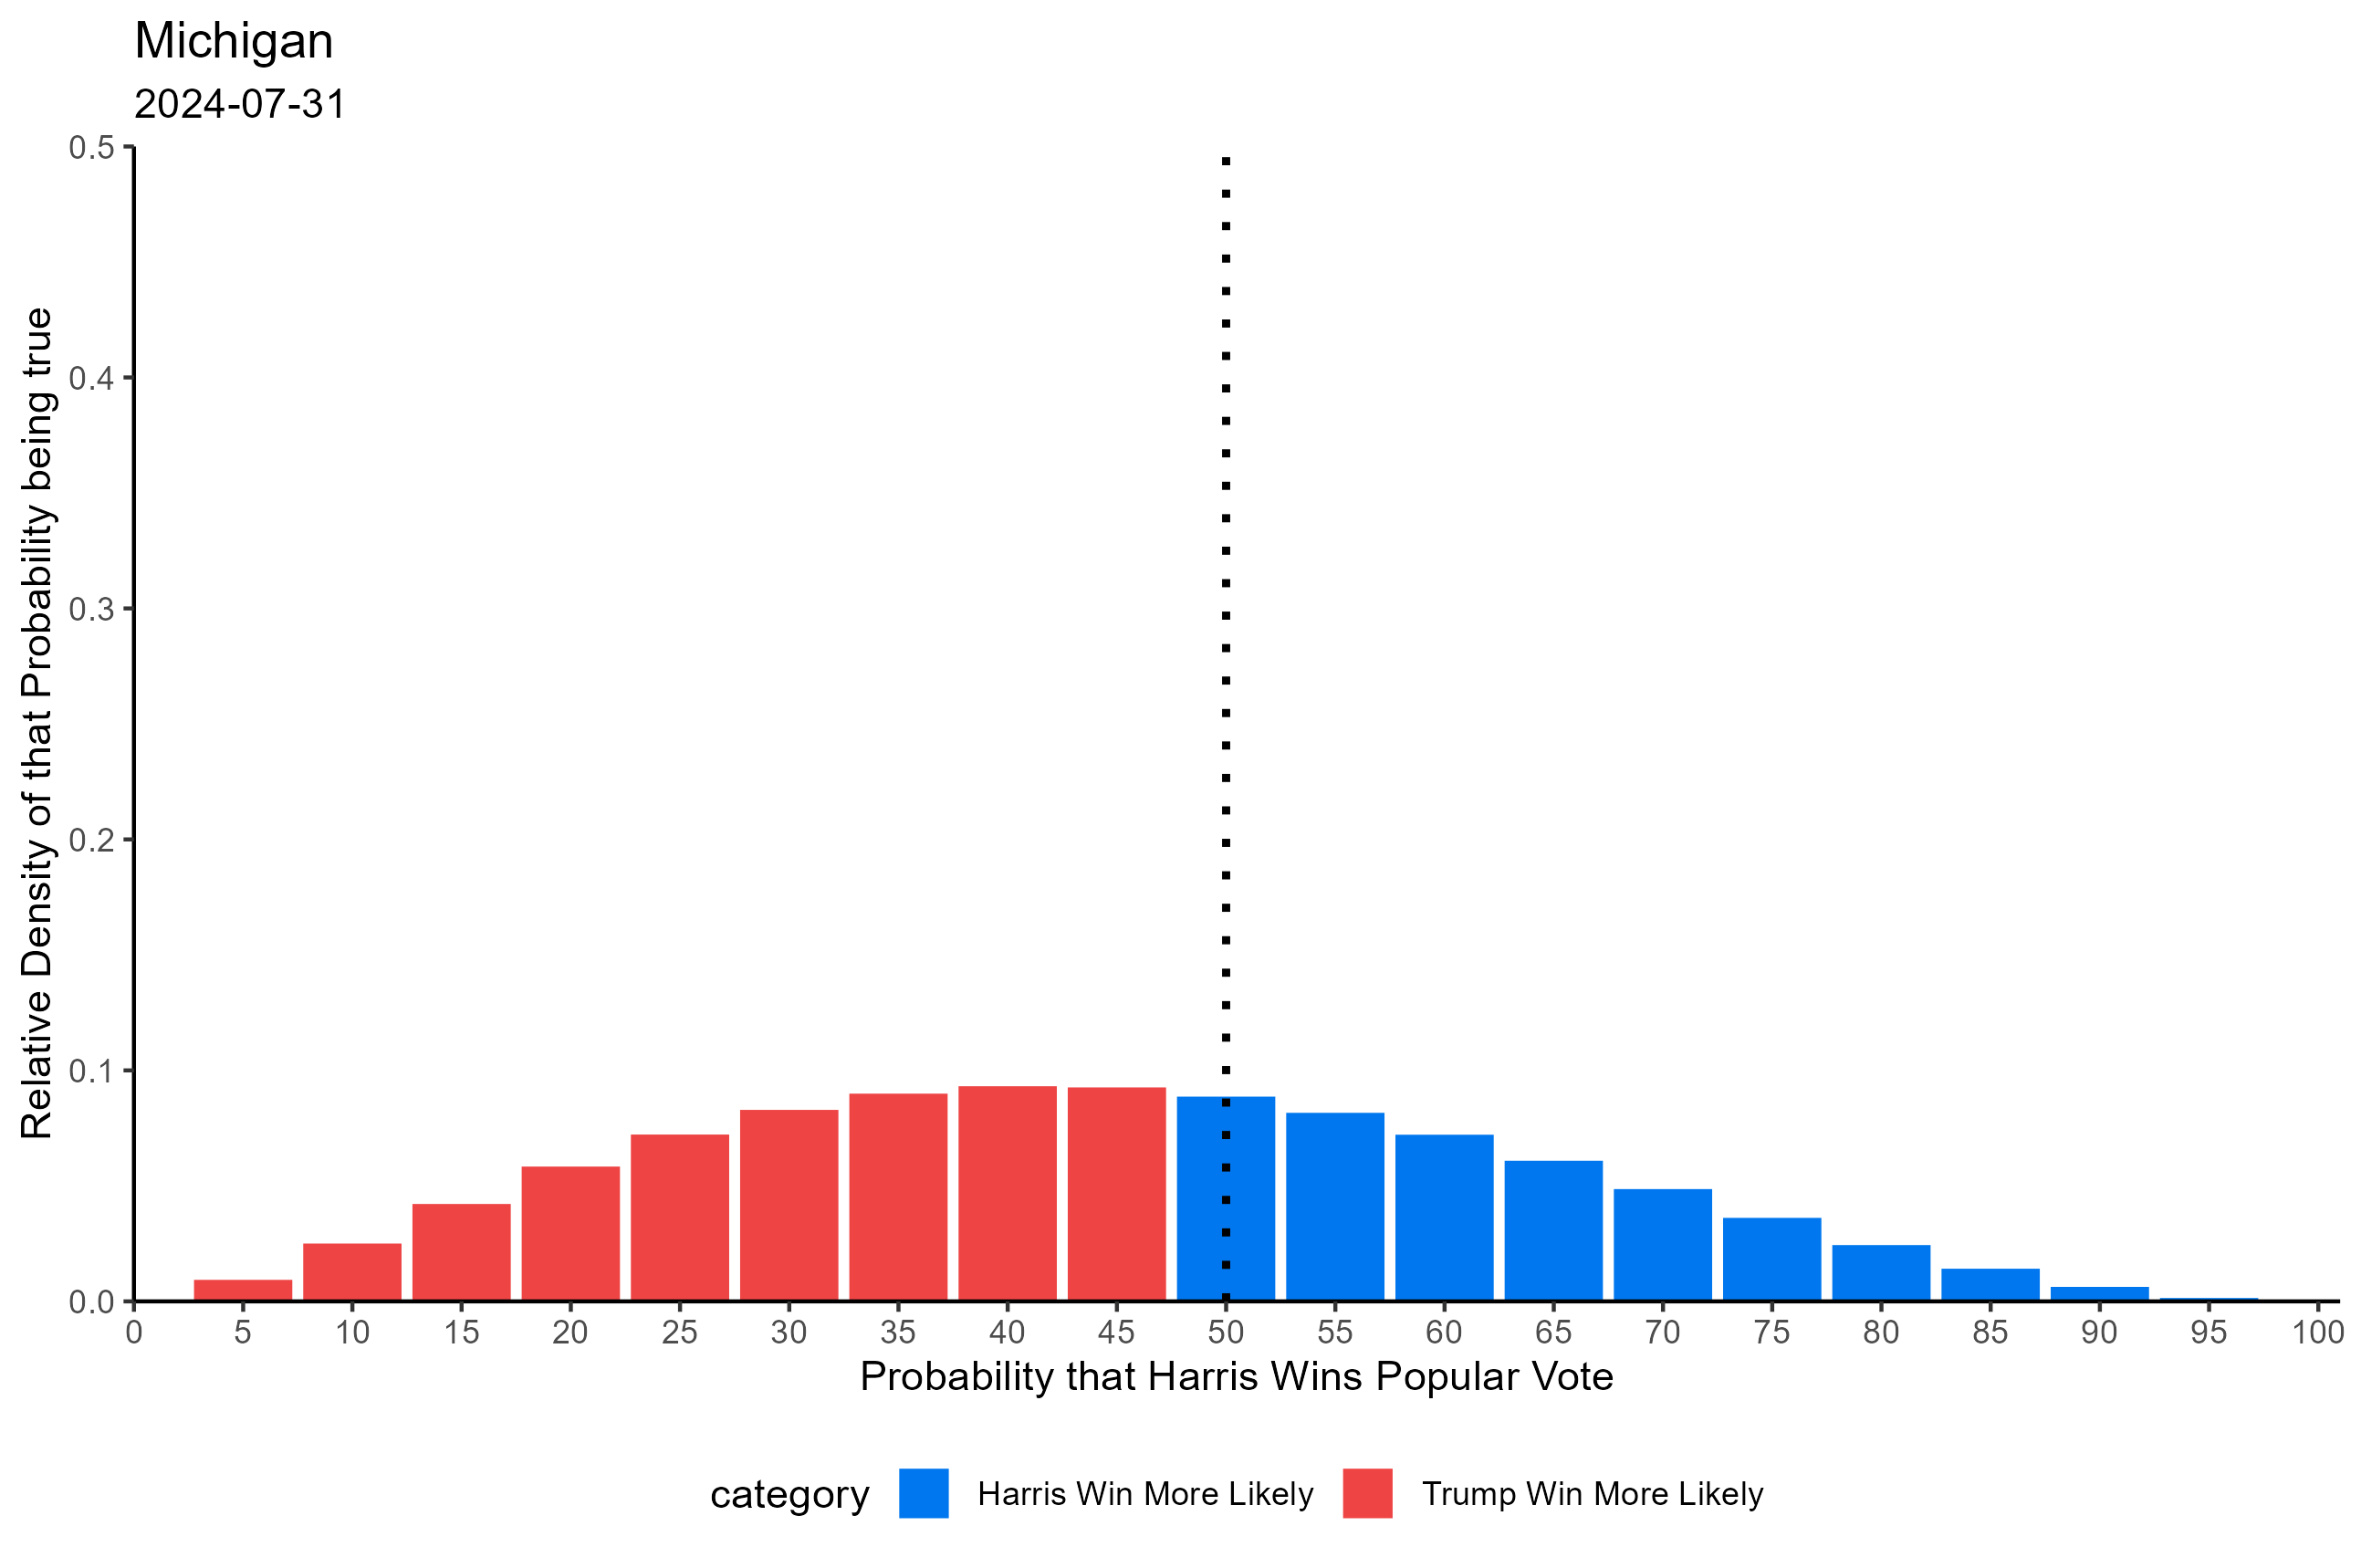 Michigan
2024-07-31
Relative Density of that Probability being true
0.5
0.4
0.3
0.2
0.1
0.0
0 5 10 15 20 25 30 35 40 45 50 55 60 65 70 75 80 85 90 95 100
Probability that Harris Wins Popular Vote
category Harris Win More Likely Trump Win More Likely